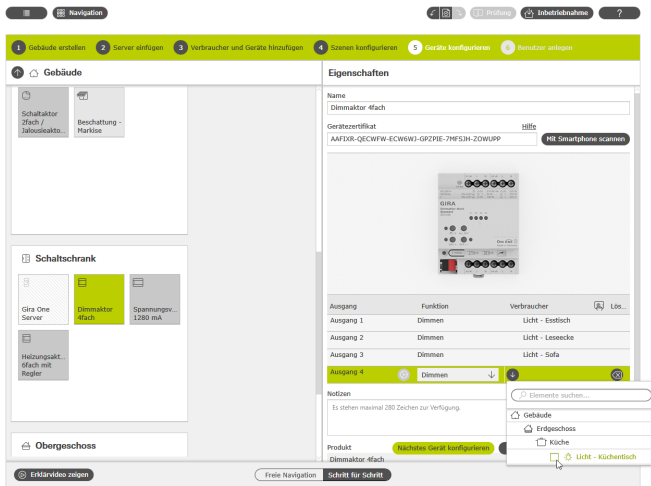 Navigation
Prüfung
Inbetriebnahme
?
1 Gebäude erstellen
2 Server einfügen
3 Verbraucher und Geräte hinzufügen
4 Szenen konfigurieren
5 Geräte konfigurieren
6 Benutzer anlegen
Gebäude
Schaltaktor
2fach /
Jalousieakto...
Beschattung -
Markise
Schaltschrank
Gira One
Server
Dimmaktor
4fach
Spannungsv...
1280 mA
Heizungsakt...
6fach mit
Regler
Obergeschoss
Eigenschaften
Name
Dimmaktor 4fach
Gerätezertifikat
Hilfe
AAFIXR-QECWFW-ECW6WJ-GPZPIE-7MFSJH-ZOWUPP
Mit Smartphone scannen
GIRA
Ausgang Funktion Verbraucher Lös...
Ausgang 1 Dimmen Licht - Esstisch
Ausgang 2 Dimmen Licht - Leseecke
Ausgang 3 Dimmen Licht - Sofa
Ausgang 4 Dimmen
Elemente suchen...
Gebäude
Erdgeschoss
Küche
Licht - Küchentisch
Notizen
Es stehen maximal 280 Zeichen zur Verfügung.
Produkt
Nächstes Gerät konfigurieren
Dimmaktor 4fach
Erklärvideo zeigen
Freie Navigation
Schritt für Schritt